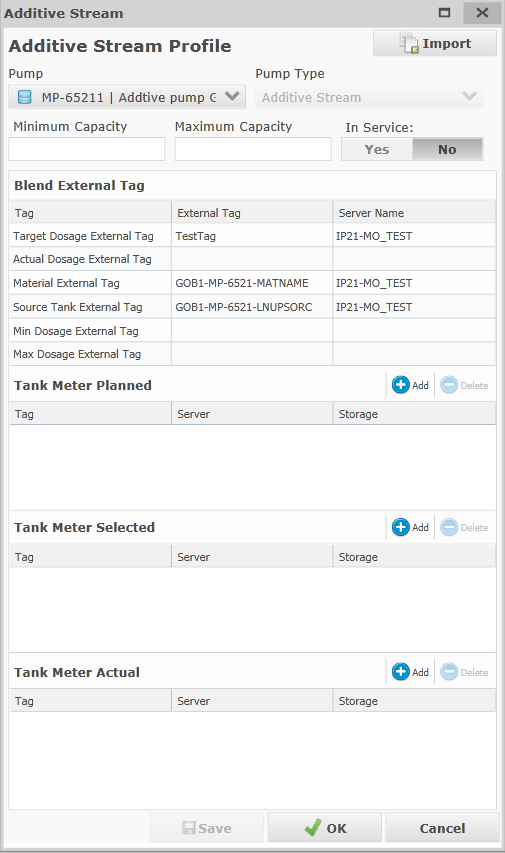 Additive Stream
Additive Stream Profile
Import
Pump
Pump Type
MP-65211 | Addtive pump G
Additive Stream
Minimum Capacity
Maximum Capacity
In Service:
Yes
No
Blend External Tag
Tag External Tag Server Name
Target Dosage External Tag TestTag IP21-MO_TEST
Actual Dosage External Tag
Material External Tag GOB1-MP-6521-MATNAME IP21-MO_TEST
Source Tank External Tag GOB1-MP-6521-LNUPSORC IP21-MO_TEST
Min Dosage External Tag
Max Dosage External Tag
Tank Meter Planned Add Delete
Tag Server Storage
Tank Meter Selected Add Delete
Tag Server Storage
Tank Meter Actual Add Delete
Tag Server Storage
Save OK Cancel